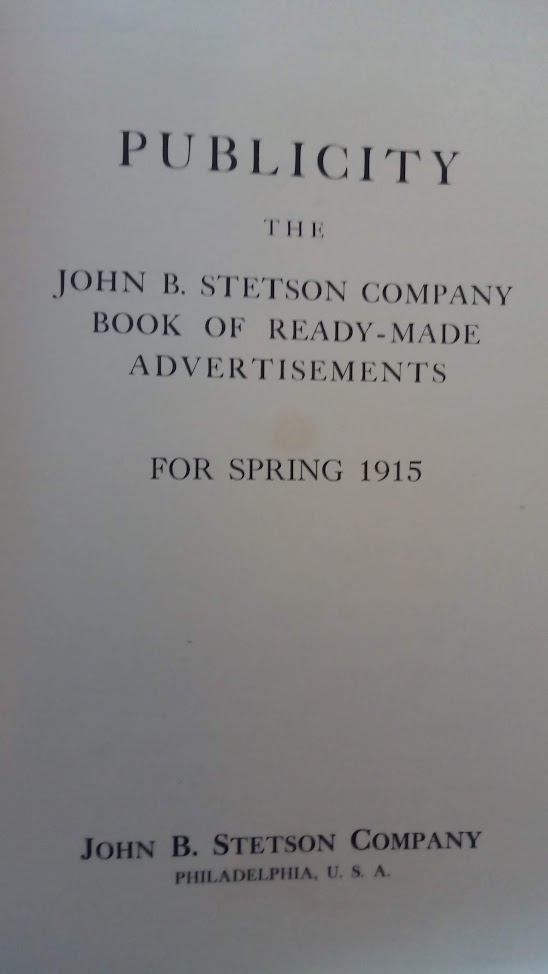 PUBLICITY
THE
JOHN B. STETSON COMPANY
BOOK OF READY-MADE
ADVERTISEMENTS
FOR SPRING 1915
JOHN B. STETSON COMPANY
PHILADELPHIA, U. S. A.